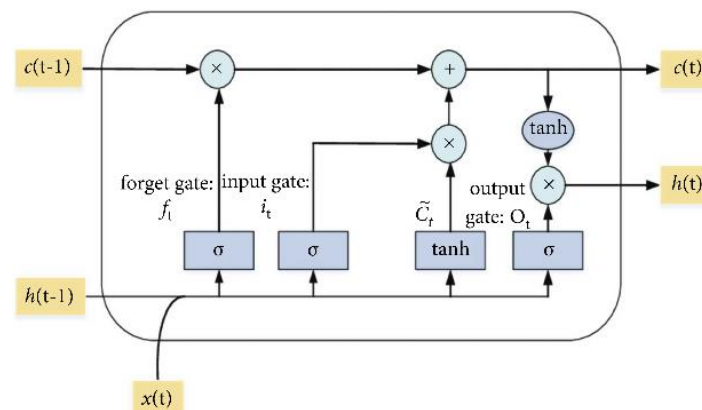 c(t-1)
×
+
c(t)
tanh
×
forget gate:
f_t
input gate:
i_t
C̃_t
output
gate: O_t
×
h(t)
σ
σ
tanh
σ
h(t-1)
x(t)